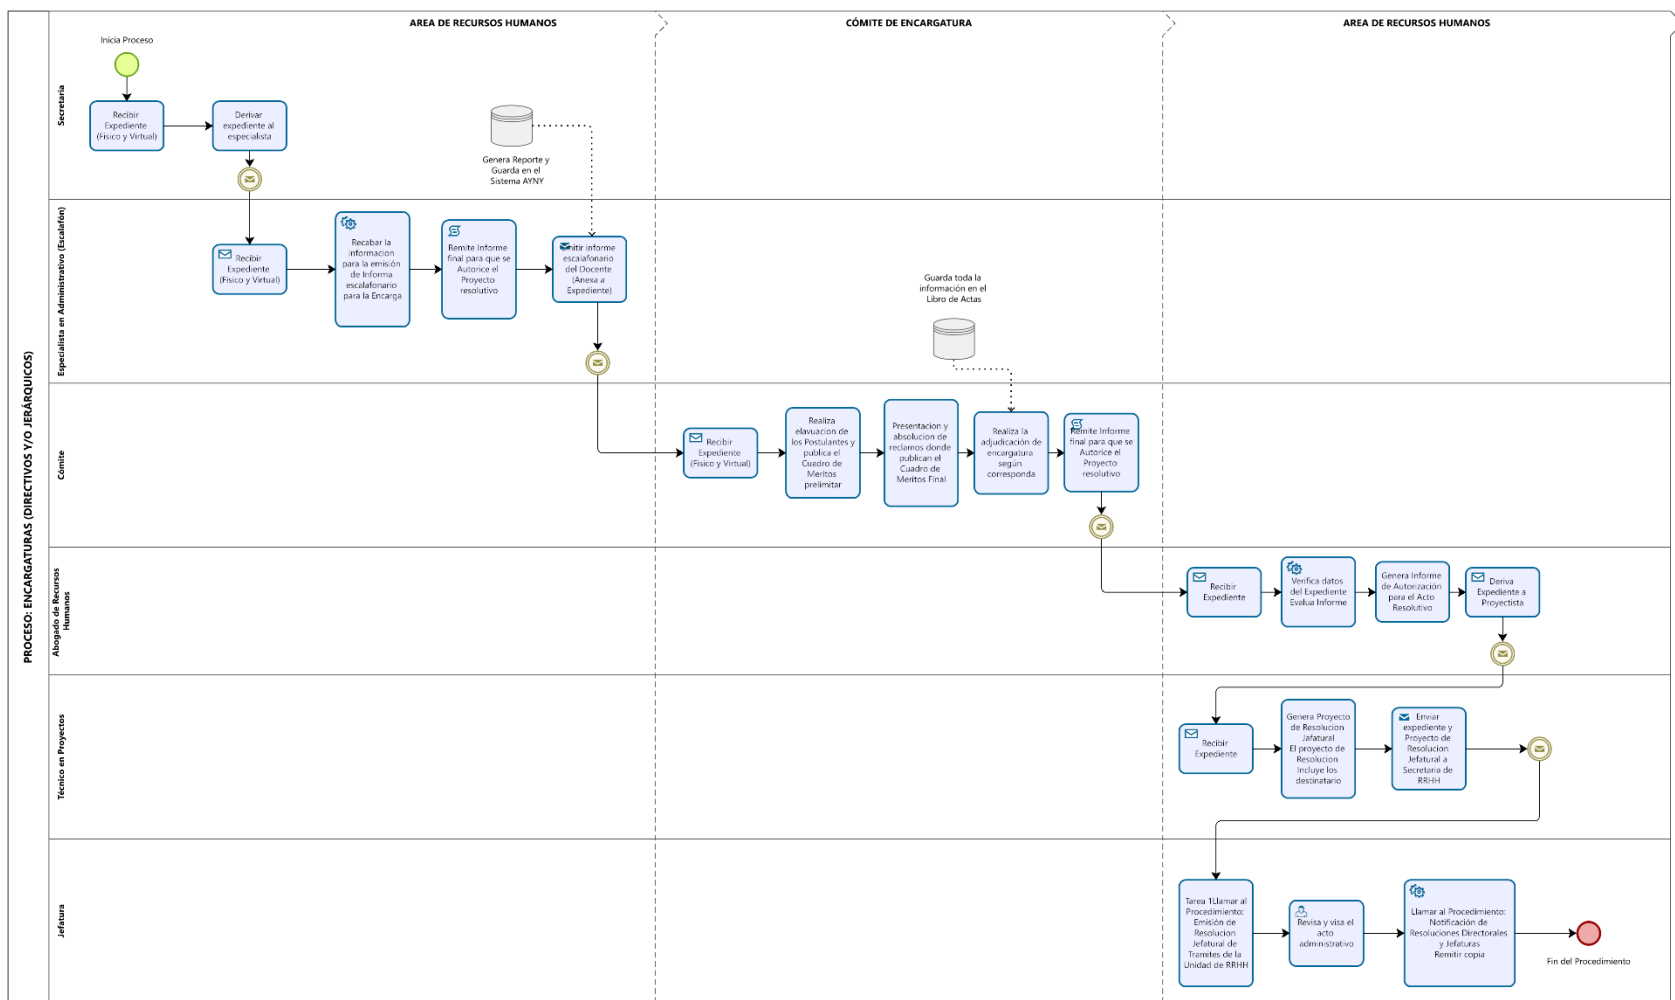 AREA DE RECURSOS HUMANOS
CÓMITE DE ENCARGATURA
AREA DE RECURSOS HUMANOS
PROCESO: ENCARGATURAS (DIRECTIVOS Y/O JERÁRQUICOS)
Secretaria
Inicia Proceso
Recibir
Expediente
(Fisico y Virtual)
Derivar
expediente al
especialista
Genera Reporte y
Guarda en el
Sistema AYNY
Especialista en Administrativo (Escalafón)
Recibir
Expediente
(Fisico y Virtual)
Recabar la
informacion
para la emisión
de Informa
escalafonario
para la Encarga
Remite Informe
final para que se
Autorice el
Proyecto
resolutivo
informe
escalafonario
del Docente
(Anexa a
Expediente)
Guarda toda la
información en el
Libro de Actas
Cómite
Recibir
Expediente
(Fisico y Virtual)
Realiza
elavuacion de
los Postulantes y
publica el
Cuadro de
Meritos
prelimitar
Presentacion y
absolucion de
reclamos donde
publican el
Cuadro de
Meritos Final
Realiza la
adjudicación de
encargatura
según
corresponda
Remite Informe
final para que se
Autorice el
Proyecto
resolutivo
Abogado de Recursos
Humanos
Recibir
Expediente
Verifica datos
del Expediente
Evalua Informe
Genera Informe
de Autorización
para el Acto
Resolutivo
Deriva
Expediente a
Proyectista
Técnico en Proyectos
Recibir
Expediente
Genera Proyecto
de Resolucion
Jafatural
El proyecto de
Resolucion
Incluye los
destinatario
Enviar
expediente y
Proyecto de
Resolucion
Jefatural a
Secretaria de
RRHH
Jefatura
Tarea 1Llamar al
Procedimiento:
Emisión de
Resolucion
Jefatural de
Tramites de la
Unidad de RRHH
Revisa y visa el
acto
administrativo
Llamar al Procedimiento:
Notificación de
Resoluciones Directorales
y Jefaturas
Remitir copia
Fin del Procedimiento